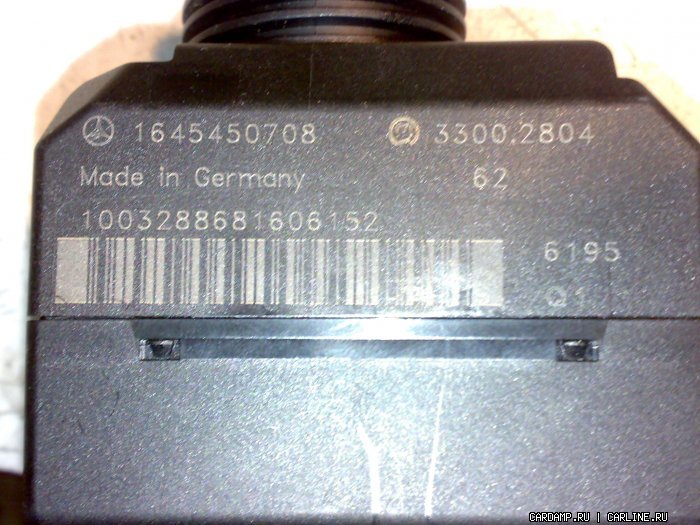 1645450708 3300.2804
Made in Germany 62
1003288681606152
6195
Q1
CARDAMP.RU | CARLINE.RU